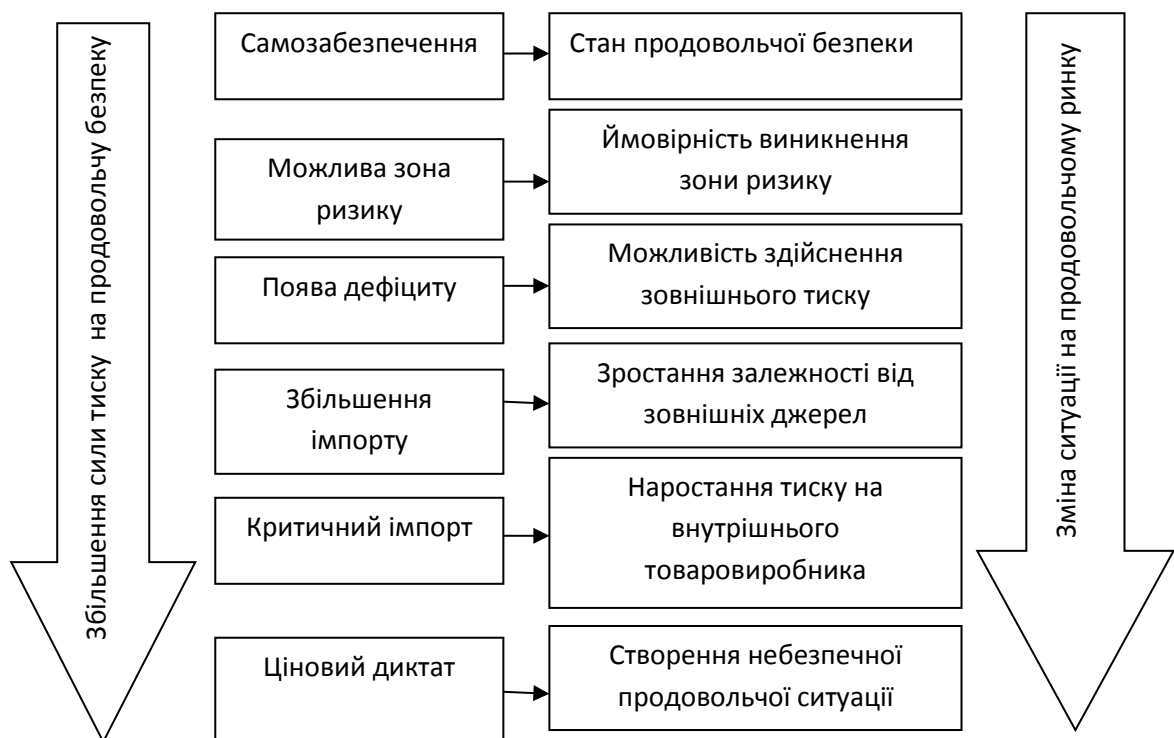 Збільшення сили тиску на продовольчу безпеку
Самозабезпечення
Стан продовольчої безпеки
Можлива зона
ризику
Ймовірність виникнення
зони ризику
Поява дефіциту
Можливість здійснення
зовнішнього тиску
Збільшення
імпорту
Зростання залежності від
зовнішніх джерел
Критичний імпорт
Наростання тиску на
внутрішнього
товаровиробника
Ціновий диктат
Створення небезпечної
продовольчої ситуації
Зміна ситуації на продовольчому ринку